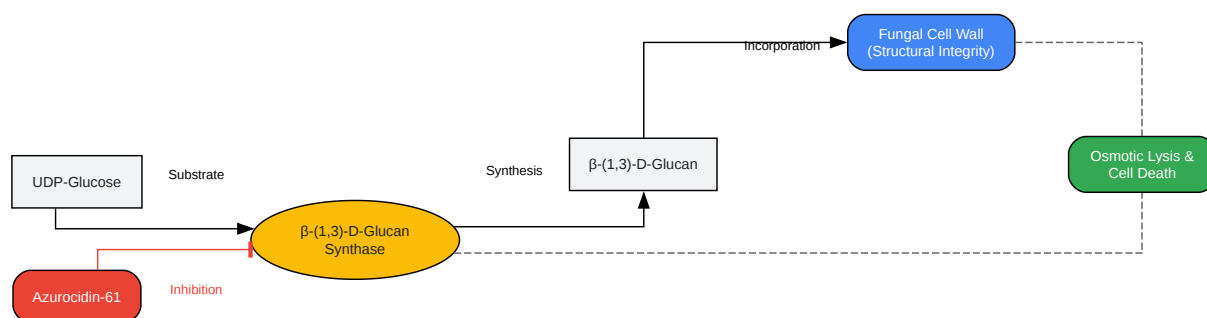 Fungal Cell Wall
(Structural Integrity)
Incorporation
Osmotic Lysis &
Cell Death
β-(1,3)-D-Glucan
Synthesis
UDP-Glucose
Substrate
β-(1,3)-D-Glucan
Synthase
Azurocidin-61
Inhibition